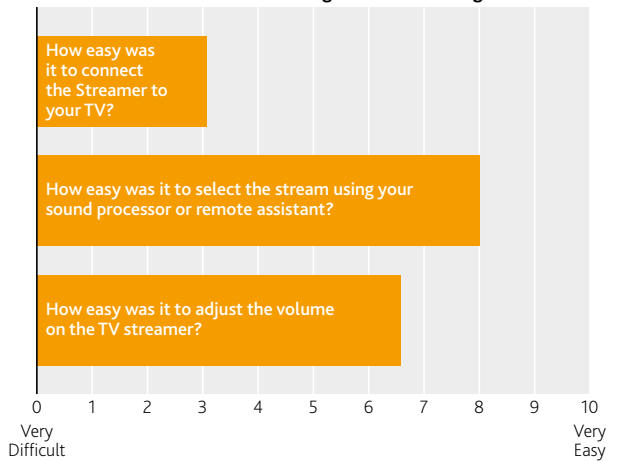 How easy was
it to connect
the Streamer to
your TV?
How easy was it to select the stream using your
sound processor or remote assistant?
How easy was it to adjust the volume
on the TV streamer?
0 1 2 3 4 5 6 7 8 9 10
Very Difficult
Very Easy